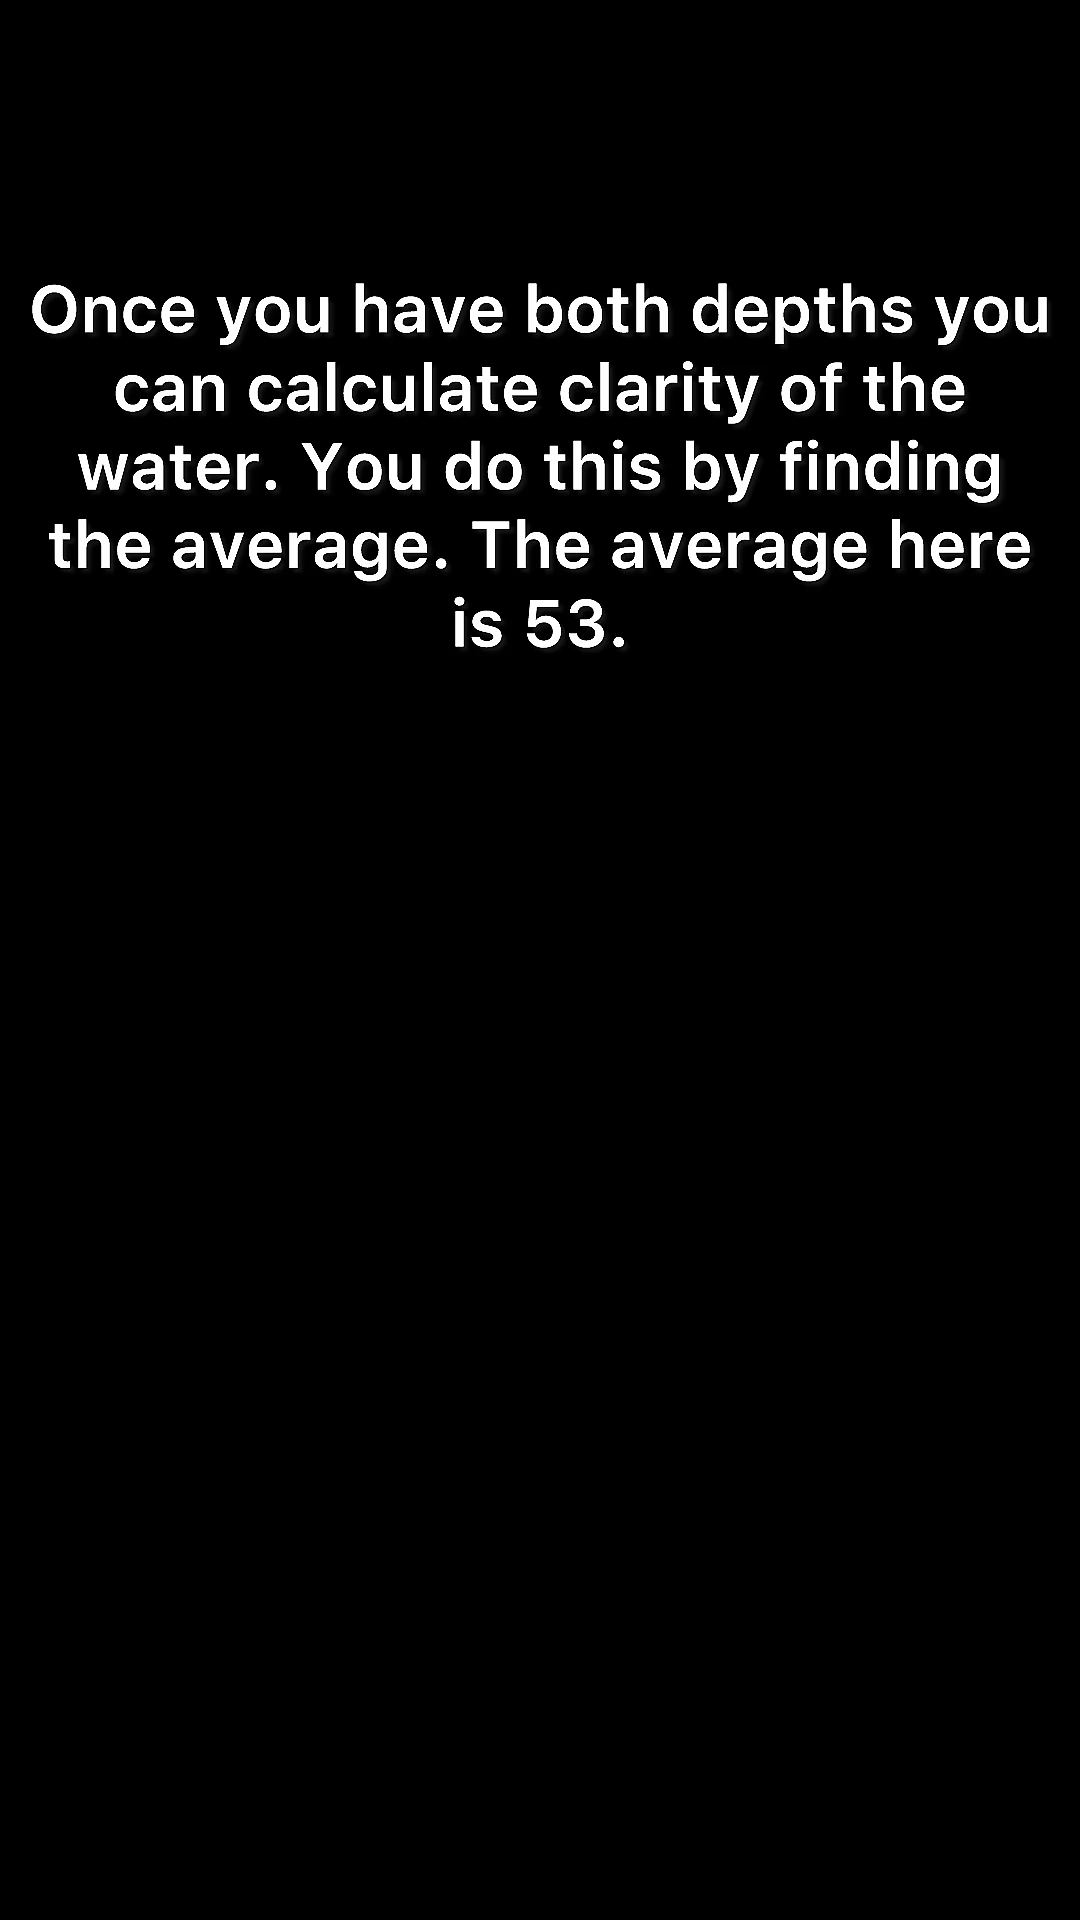 Once you have both depths you
can calculate clarity of the
water. You do this by finding
the average. The average here
is 53.